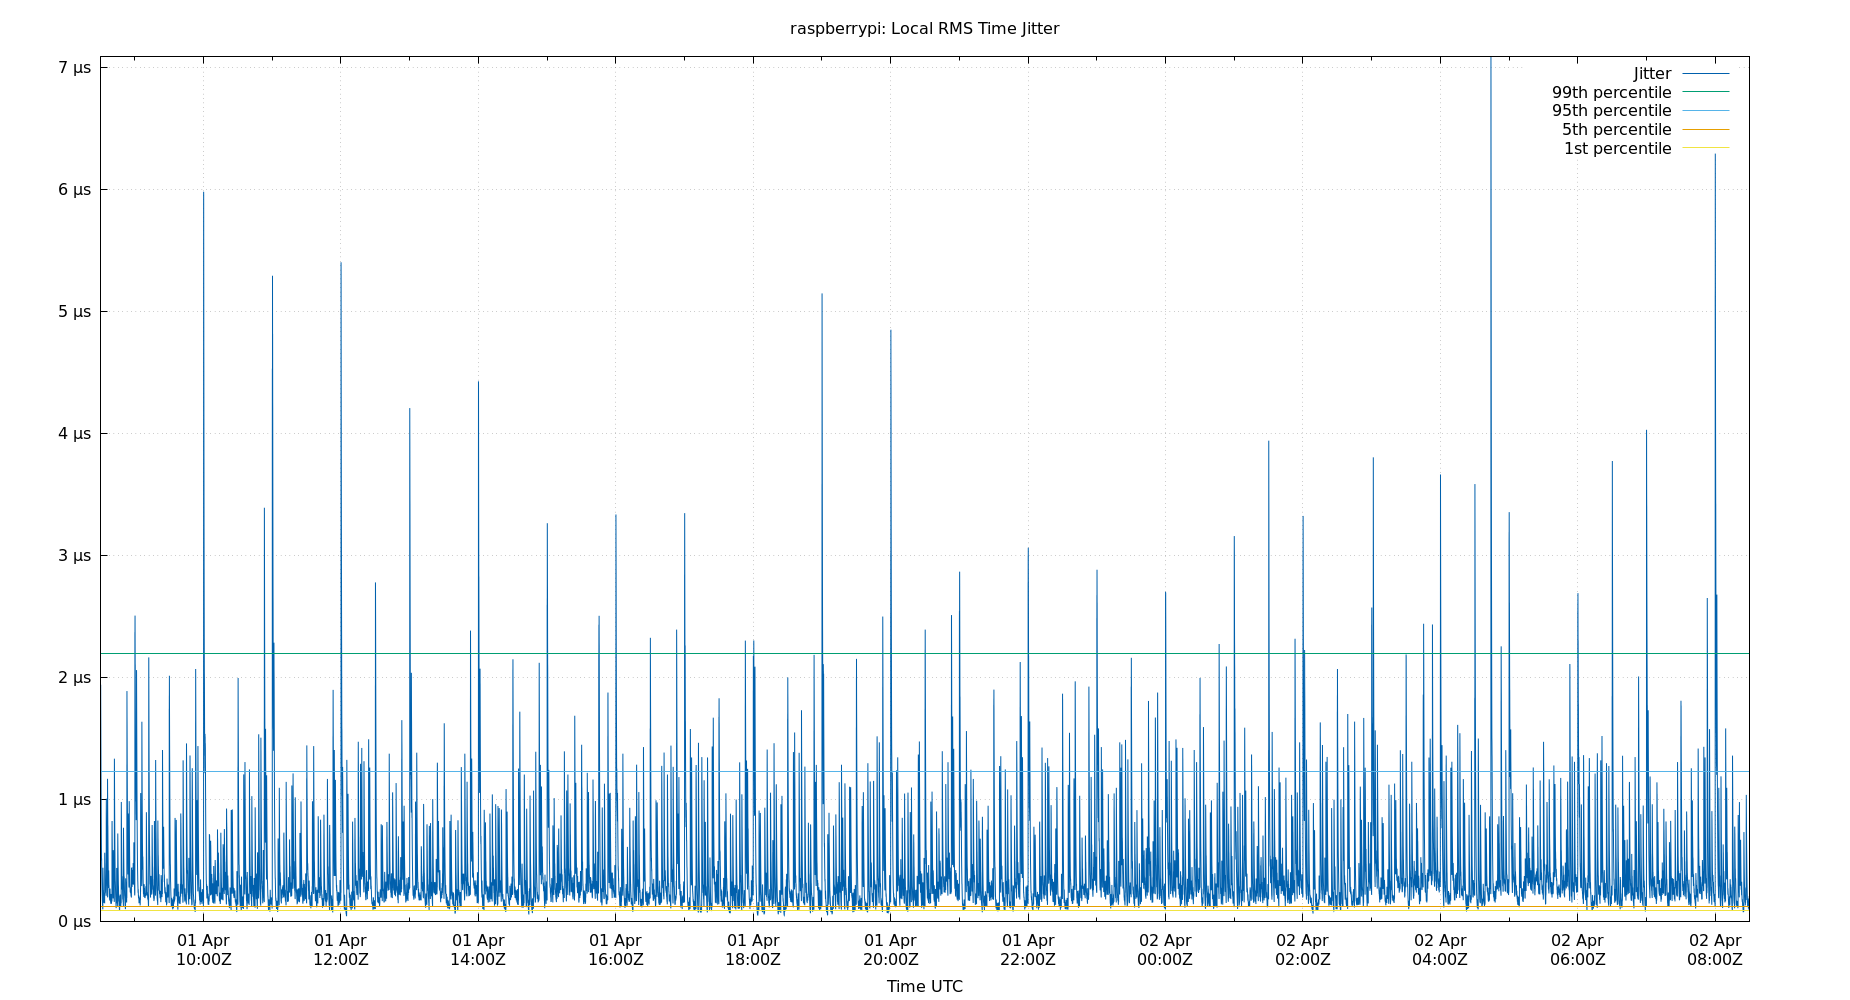 raspberrypi: Local RMS Time Jitter
7 µs
6 µs
5 µs
4 µs
3 µs
2 µs
1 µs
0 µs
Jitter
99th percentile
95th percentile
5th percentile
1st percentile
01 Apr
10:00Z
01 Apr
12:00Z
01 Apr
14:00Z
01 Apr
16:00Z
01 Apr
18:00Z
01 Apr
20:00Z
01 Apr
22:00Z
02 Apr
00:00Z
02 Apr
02:00Z
02 Apr
04:00Z
02 Apr
06:00Z
02 Apr
08:00Z
Time UTC